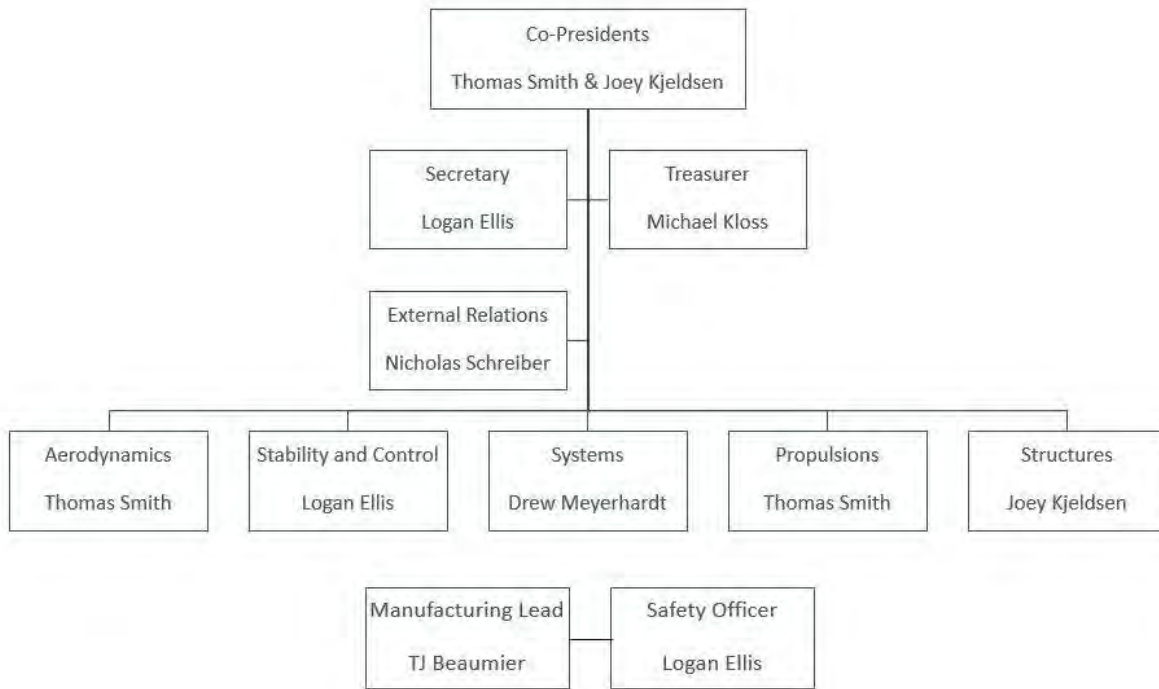 Co-Presidents
Thomas Smith & Joey Kjeldsen
Secretary
Logan Ellis
Treasurer
Michael Kloss
External Relations
Nicholas Schreiber
Aerodynamics
Thomas Smith
Stability and Control
Logan Ellis
Systems
Drew Meyerhardt
Propulsions
Thomas Smith
Structures
Joey Kjeldsen
Manufacturing Lead
TJ Beaumier
Safety Officer
Logan Ellis